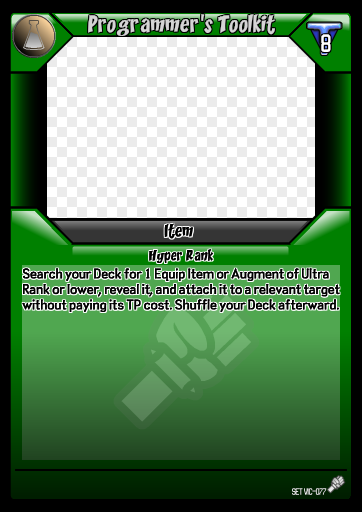 Programmer's Toolkit
8
Item
Hyper Rank
Search your Deck for 1 Equip Item or Augment of Ultra
Rank or lower, reveal it, and attach it to a relevant target
without paying its TP cost. Shuffle your Deck afterward.
SET VIC-077